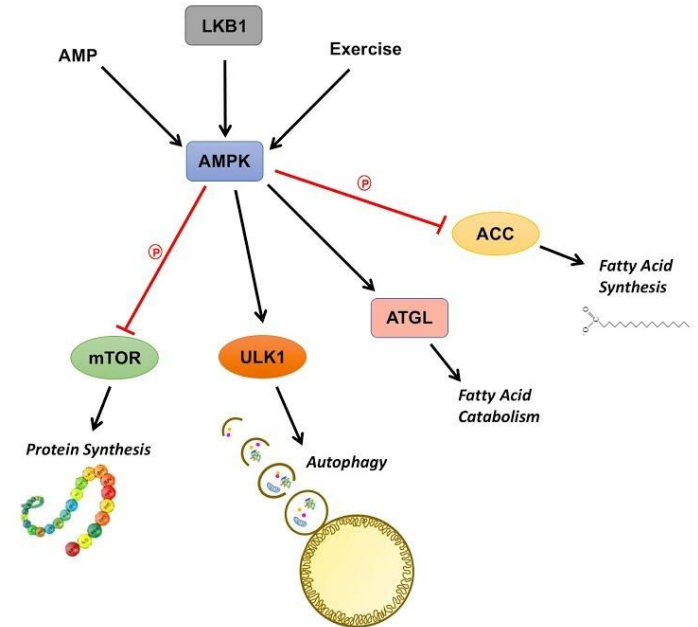 LKB1
AMP
Exercise
AMPK
P
P
ACC
Fatty Acid
Synthesis
ATGL
mTOR
ULK1
Fatty Acid
Catabolism
Protein Synthesis
Autophagy